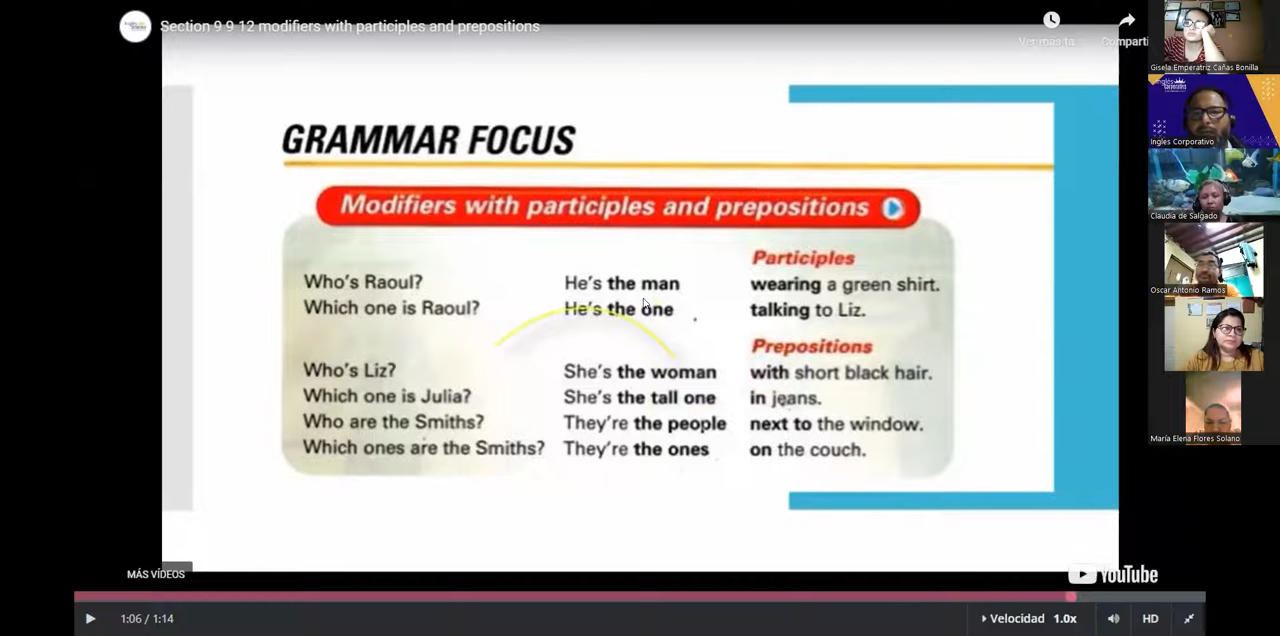 Section 9 9 12 modifiers with participles and prepositions
Ver más ta...
Comparti
GRAMMAR FOCUS
Modifiers with participles and prepositions
Participles
Who's Raoul? He's the man wearing a green shirt.
Which one is Raoul? He's the one talking to Liz.
Prepositions
Who's Liz? She's the woman with short black hair.
Which one is Julia? She's the tall one in jeans.
Who are the Smiths? They're the people next to the window.
Which ones are the Smiths? They're the ones on the couch.
MÁS VÍDEOS
YouTube
1:06 / 1:14
Velocidad 1.0x
HD
Gisela Emperatriz Cañas Bonilla
Ingles Corporativo
Claudia de Salgado
Oscar Antonio Ramos
María Elena Flores Solano